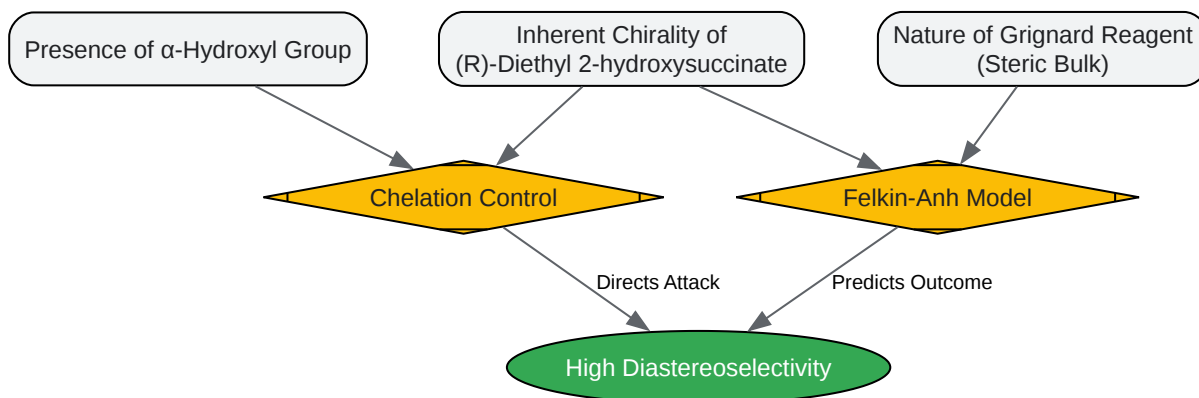 Presence of α-Hydroxyl Group
Inherent Chirality of
(R)-Diethyl 2-hydroxysuccinate
Nature of Grignard Reagent
(Steric Bulk)
Chelation Control
Felkin-Anh Model
Directs Attack
Predicts Outcome
High Diastereoselectivity